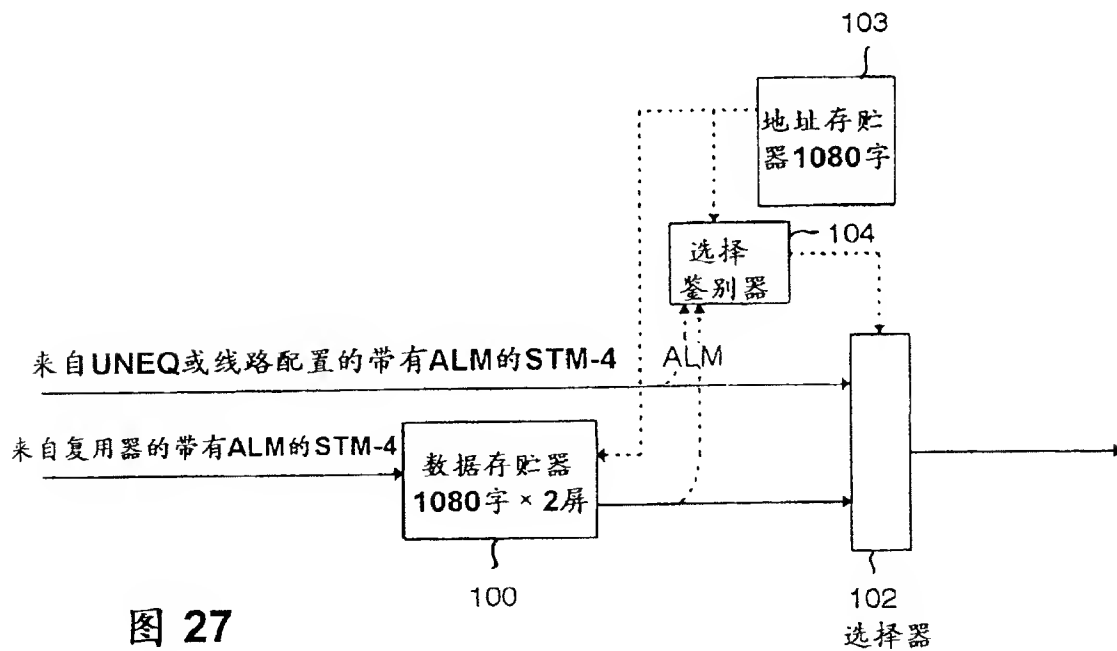 103
地址存贮
器1080字
104
选择
鉴别器
来自UNEQ或线路配置的带有ALM的STM-4
ALM
来自复用器的带有ALM的STM-4
数据存贮器
1080字 × 2屏
100
102
选择器
图 27